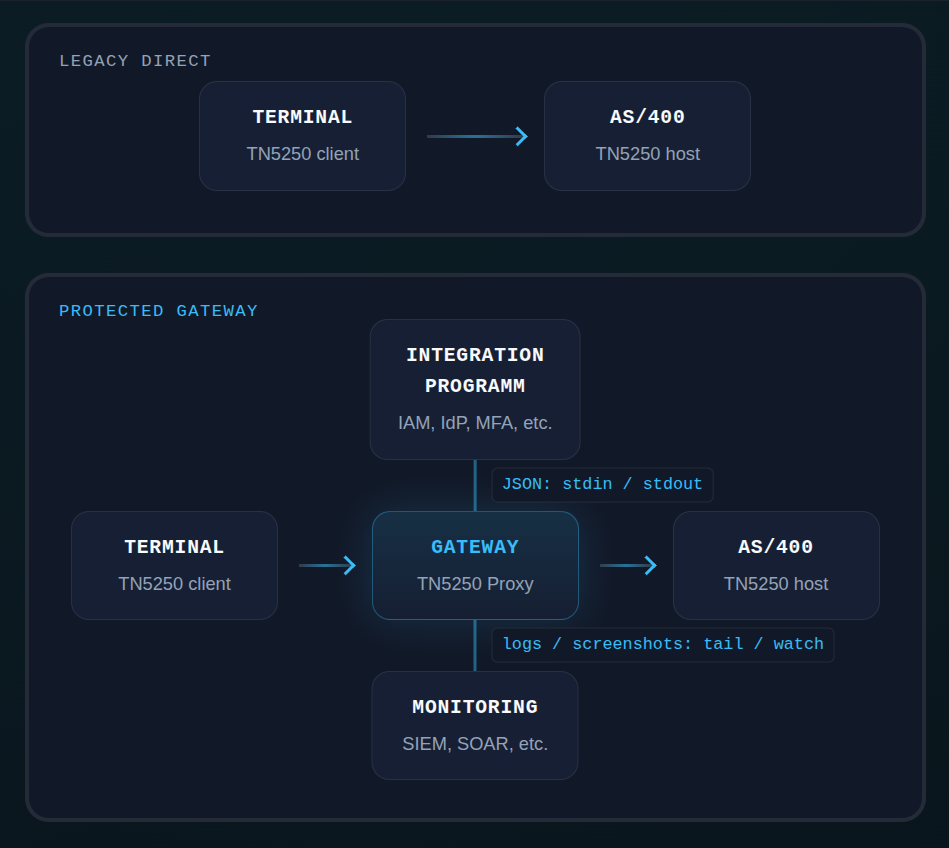 LEGACY DIRECT
TERMINAL
TN5250 client
AS/400
TN5250 host
PROTECTED GATEWAY
INTEGRATION
PROGRAMM
IAM, IdP, MFA, etc.
JSON: stdin / stdout
TERMINAL
TN5250 client
GATEWAY
TN5250 Proxy
AS/400
TN5250 host
logs / screenshots: tail / watch
MONITORING
SIEM, SOAR, etc.